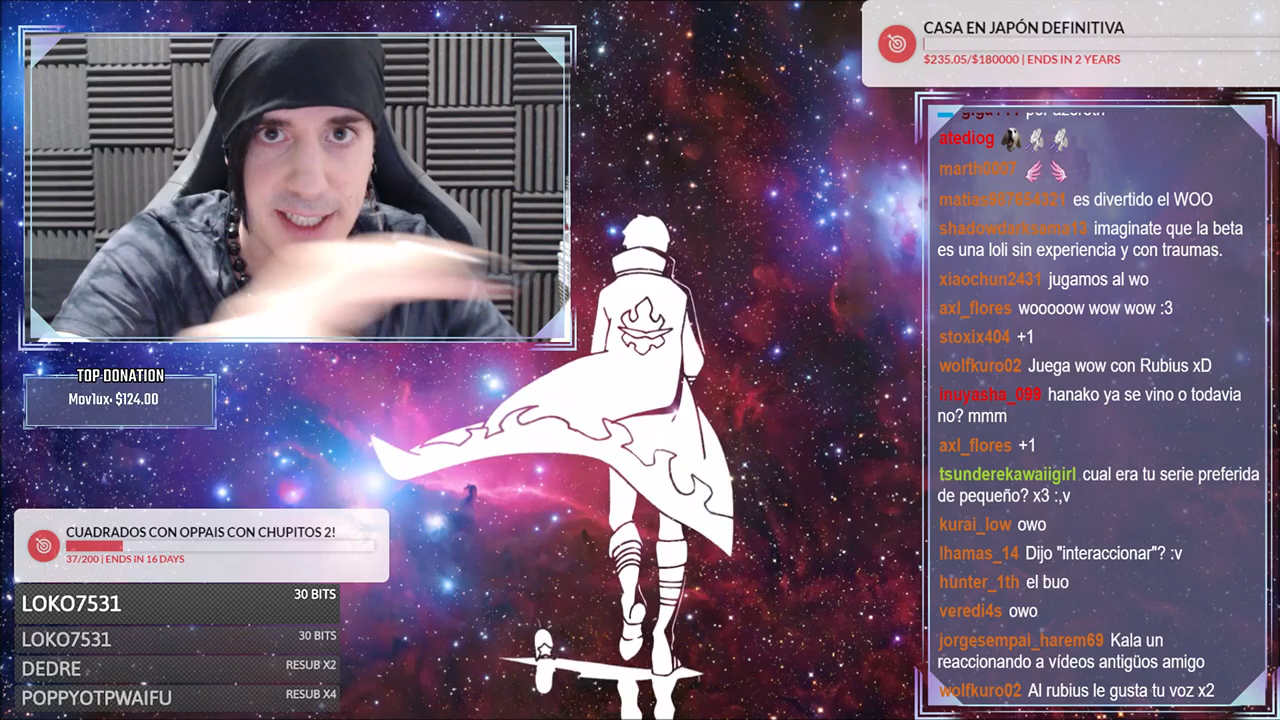 CASA EN JAPÓN DEFINITIVA
$235.05/$180000 | ENDS IN 2 YEARS
atediog
marth0007
matias987654321 es divertido el WOO
shadowdarksama13 imaginate que la beta
es una loli sin experiencia y con traumas.
xiaochun2431 jugamos al wo
axl_flores wooooow wow wow :3
stoxix404 +1
wolfkuro02 Juega wow con Rubius xD
inuyasha_099 hanako ya se vino o todavia
no? mmm
axl_flores +1
tsunderekawaiigirl cual era tu serie preferida
de pequeño? x3 :,v
kurai_low owo
lhamas_14 Dijo "interaccionar"? :v
hunter_1th el buo
veredi4s owo
jorgesempai_harem69 Kala un
reaccionando a vídeos antigüos amigo
wolfkuro02 Al rubius le gusta tu voz x2
TOP DONATION
Mov1ux: $124.00
CUADRADOS CON OPPAIS CON CHUPITOS 2!
37/200 | ENDS IN 16 DAYS
LOKO7531 30 BITS
LOKO7531 30 BITS
DEDRE RESUB X2
POPPYOTPWAIFU RESUB X4